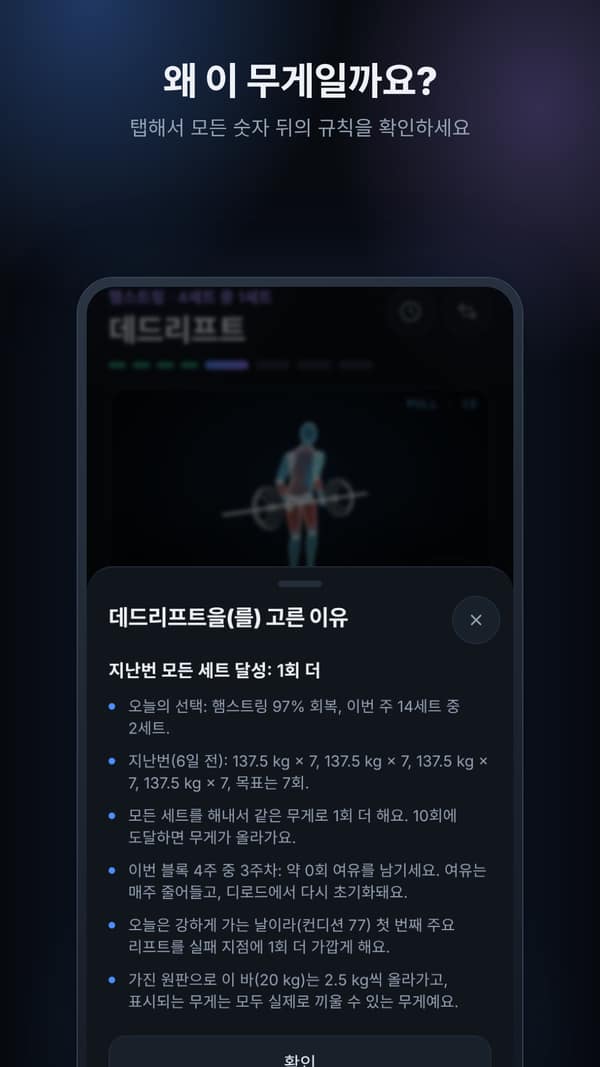 왜 이 무게일까요?
탭해서 모든 숫자 뒤의 규칙을 확인하세요
햄스트링 · 4세트 중 1세트
데드리프트
데드리프트을(를) 고른 이유
지난번 모든 세트 달성: 1회 더
오늘의 선택: 햄스트링 97% 회복, 이번 주 14세트 중
2세트.
지난번(6일 전): 137.5 kg × 7, 137.5 kg × 7, 137.5 kg ×
7, 137.5 kg × 7, 목표는 7회.
모든 세트를 해내서 같은 무게로 1회 더 해요. 10회에
도달하면 무게가 올라가요.
이번 블록 4주 중 3주차: 약 0회 여유를 남기세요. 여유는
매주 줄어들고, 디로드에서 다시 초기화돼요.
오늘은 강하게 가는 날이라(컨디션 77) 첫 번째 주요
리프트를 실패 지점에 1회 더 가깝게 해요.
가진 원판으로 이 바(20 kg)는 2.5 kg씩 올라가고,
표시되는 무게는 모두 실제로 끼울 수 있는 무게예요.
확인